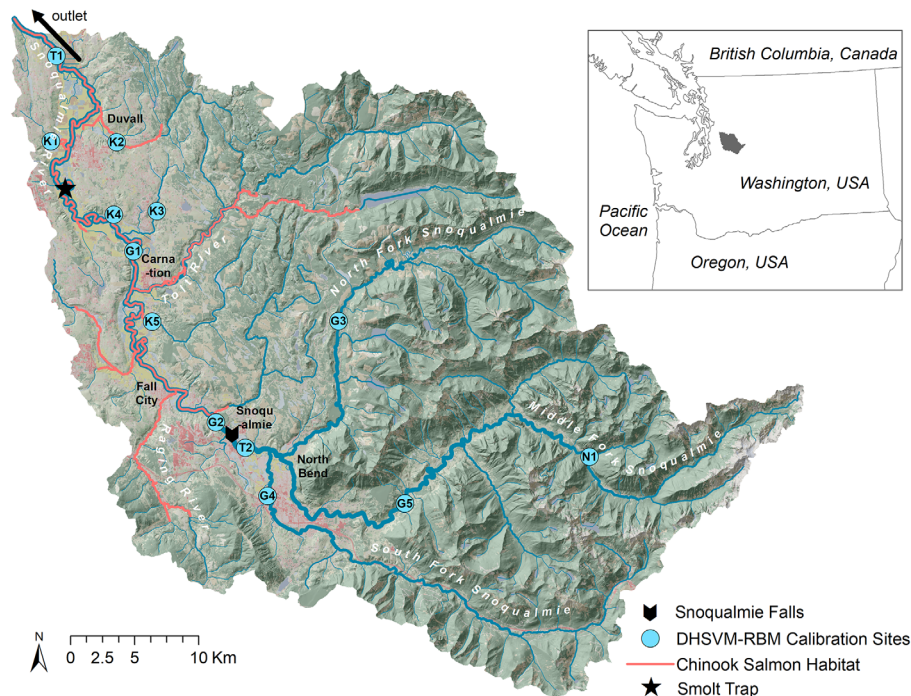 outlet
T1
Snoqualmie River
Duvall
K1
K2
K4
K3
G1
Carna
-tion
Tolt River
North Fork Snoqualmie
K5
G3
Fall
City
Snoqu
-almie
G2
T2
Raging River
North
Bend
G4
G5
Middle Fork Snoqualmie
N1
South Fork Snoqualmie
British Columbia, Canada
Washington, USA
Pacific
Ocean
Oregon, USA
Snoqualmie Falls
DHSVM-RBM Calibration Sites
Chinook Salmon Habitat
Smolt Trap
N
0 2.5 5 10 Km